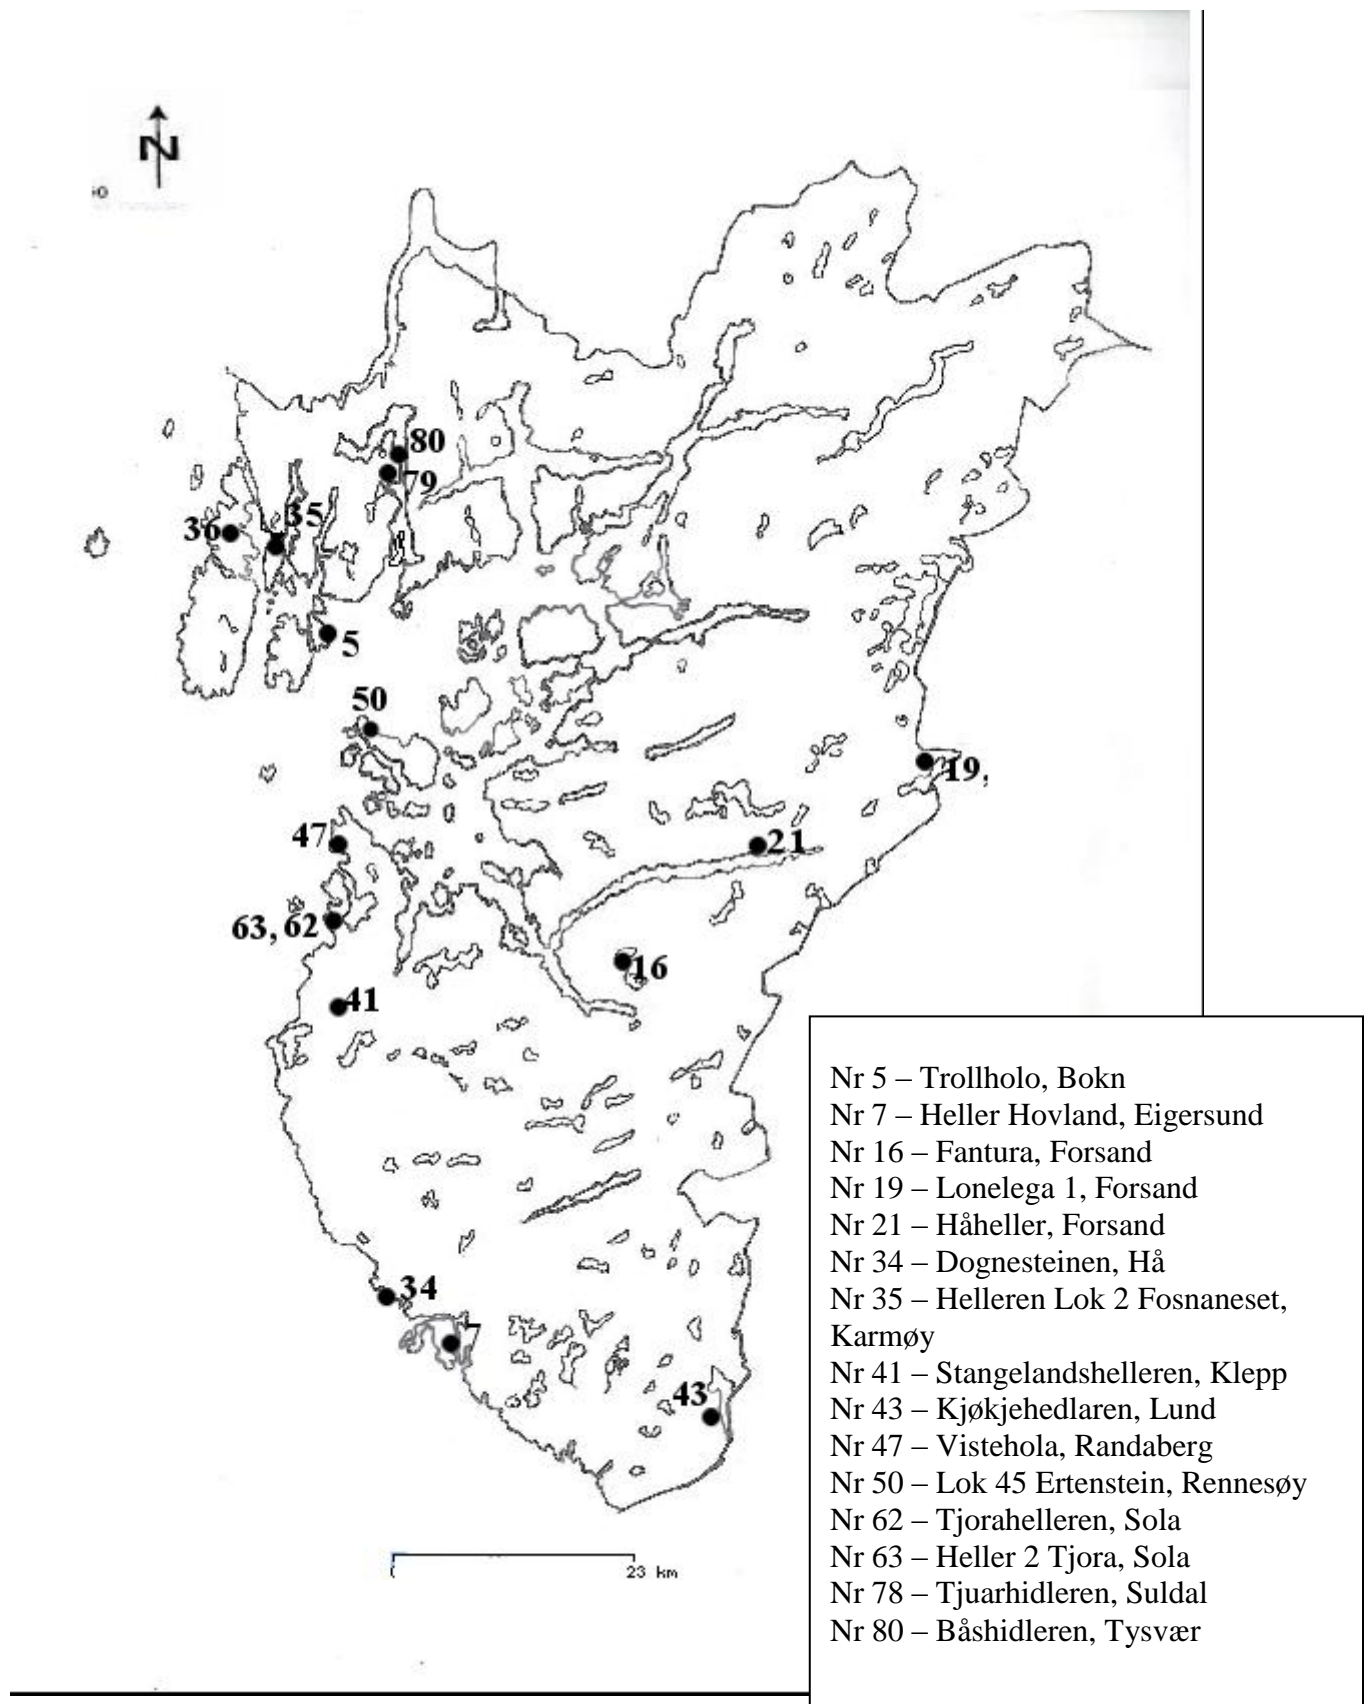 N
80
79
35
36
5
50
19,
47
21
63, 62
16
41
34
7
43
23 km
Nr 5 – Trollholo, Bokn
Nr 7 – Heller Hovland, Eigersund
Nr 16 – Fantura, Forsand
Nr 19 – Lonelega 1, Forsand
Nr 21 – Håheller, Forsand
Nr 34 – Dognesteinen, Hå
Nr 35 – Helleren Lok 2 Fosnaneset,
Karmøy
Nr 41 – Stangelandshelleren, Klepp
Nr 43 – Kjøkjehedlaren, Lund
Nr 47 – Vistehola, Randaberg
Nr 50 – Lok 45 Ertenstein, Rennesøy
Nr 62 – Tjorahelleren, Sola
Nr 63 – Heller 2 Tjora, Sola
Nr 78 – Tjuarhidleren, Suldal
Nr 80 – Båshidleren, Tysvær